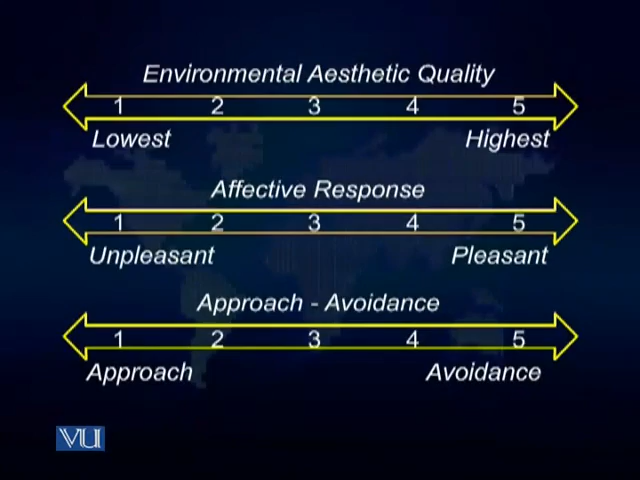 Environmental Aesthetic Quality
1 2 3 4 5
Lowest Highest
Affective Response
1 2 3 4 5
Unpleasant Pleasant
Approach - Avoidance
1 2 3 4 5
Approach Avoidance
VU